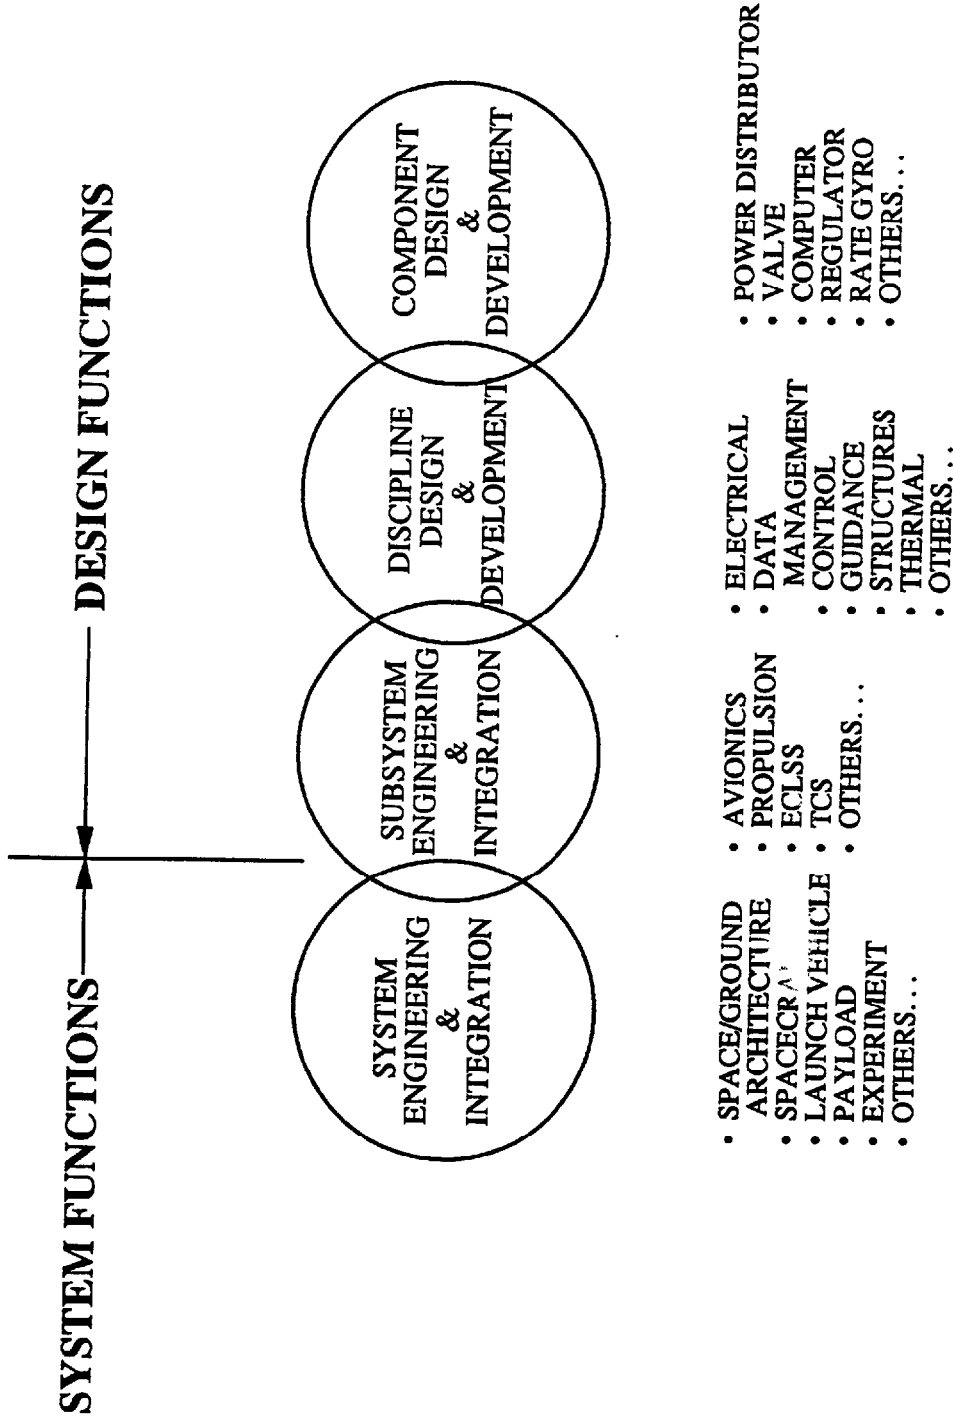 SYSTEM FUNCTIONS
DESIGN FUNCTIONS
SYSTEM
ENGINEERING
&
INTEGRATION
SUBSYSTEM
ENGINEERING
&
INTEGRATION
DISCIPLINE
DESIGN
&
DEVELOPMENT
COMPONENT
DESIGN
&
DEVELOPMENT
• SPACE/GROUND
ARCHITECTURE
•
• LAUNCH VEHICLE
• PAYLOAD
• EXPERIMENT
• OTHERS...
• AVIONICS
• PROPULSION
• ECLSS
• TCS
• OTHERS...
• ELECTRICAL
• DATA
MANAGEMENT
• CONTROL
• GUIDANCE
• STRUCTURES
• THERMAL
• OTHERS...
• POWER DISTRIBUTOR
• VALVE
• COMPUTER
• REGULATOR
• RATE GYRO
• OTHERS...